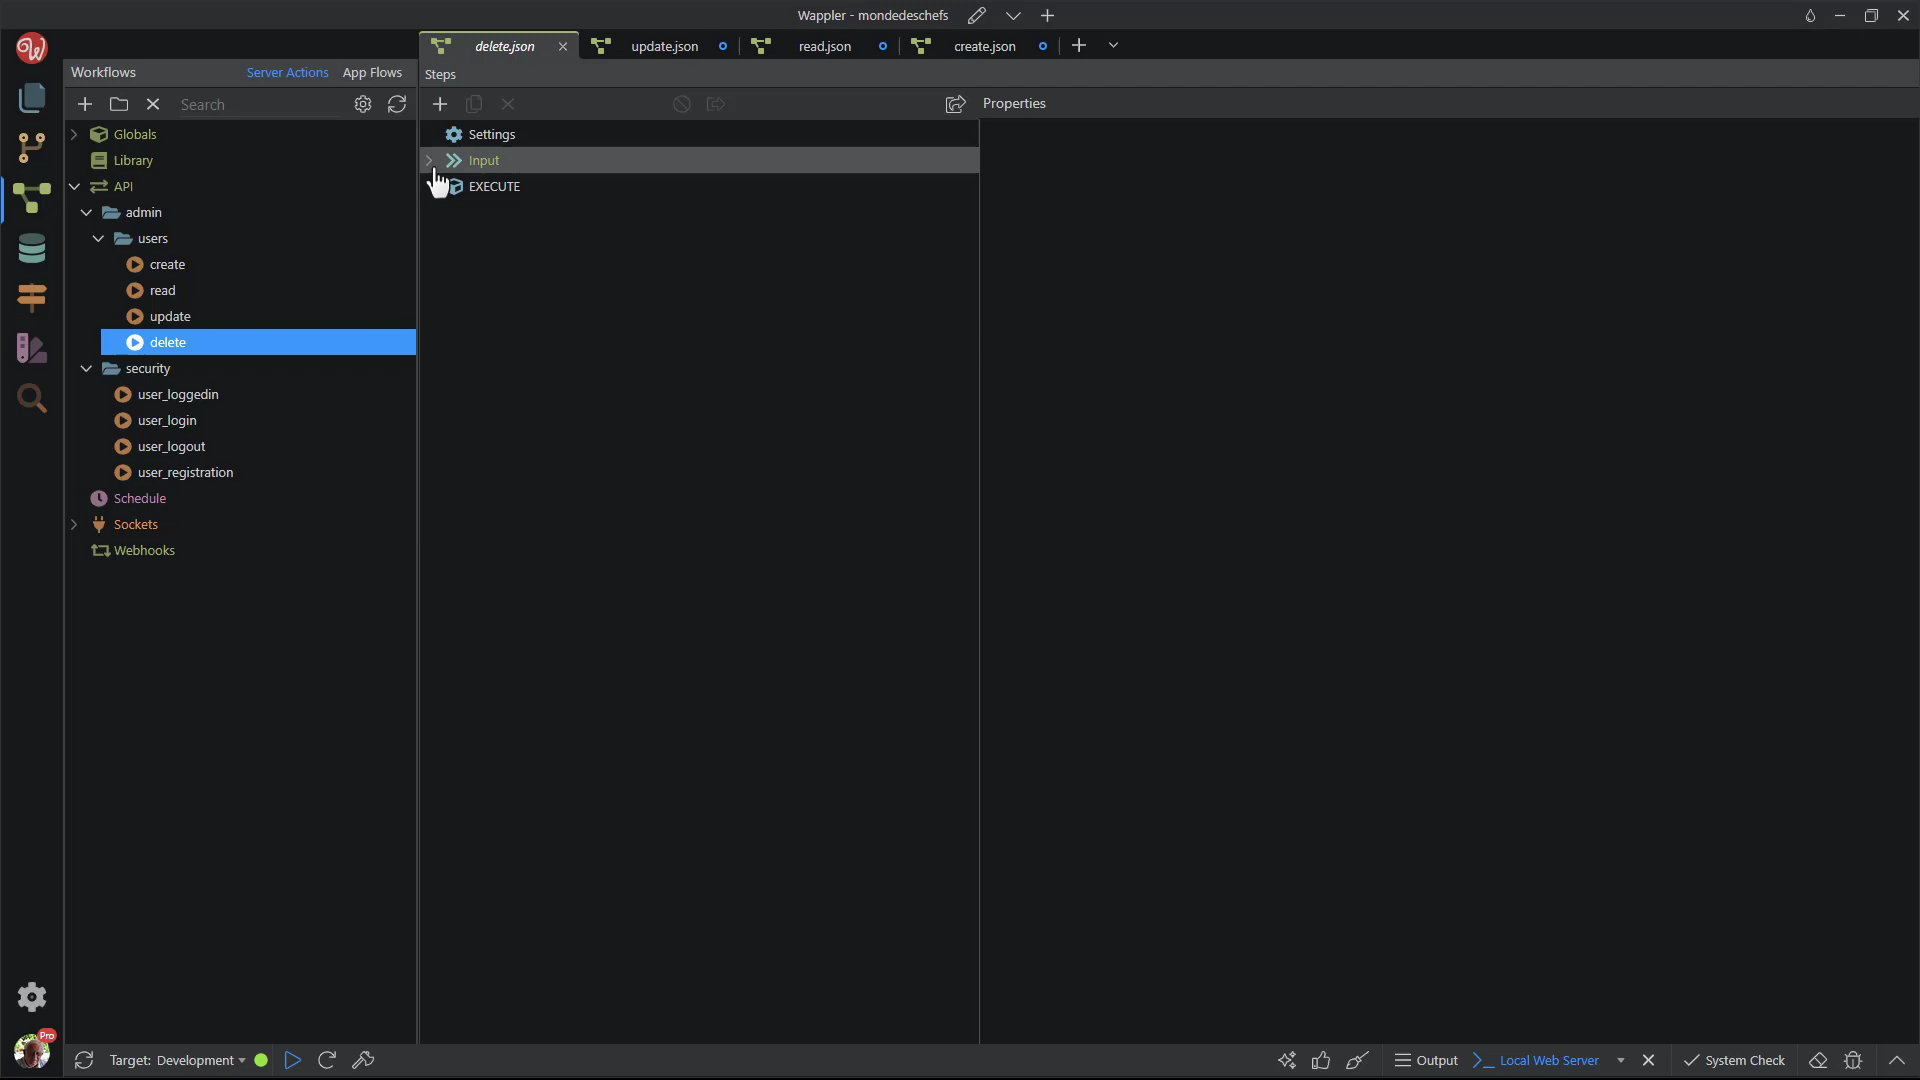 Wappler - mondedeschefs
delete.json
update.json
read.json
create.json
Workflows
Server Actions
App Flows
Steps
Search
Properties
Globals
Library
API
admin
users
create
read
update
delete
security
user_loggedin
user_login
user_logout
user_registration
Schedule
Sockets
Webhooks
Settings
Input
EXECUTE
Pro
Target: Development
Output
Local Web Server
System Check